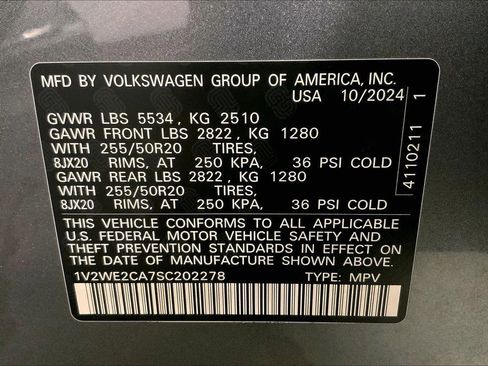 MFD BY VOLKSWAGEN GROUP OF AMERICA, INC.
USA 10/2024
GVWR LBS 5534, KG 2510
GAWR FRONT LBS 2822, KG 1280
WITH 255/50R20 TIRES,
8JX20 RIMS, AT 250 KPA, 36 PSI COLD
GAWR REAR LBS 2822, KG 1280
WITH 255/50R20 TIRES,
8JX20 RIMS, AT 250 KPA, 36 PSI COLD
THIS VEHICLE CONFORMS TO ALL APPLICABLE
U.S. FEDERAL MOTOR VEHICLE SAFETY AND
THEFT PREVENTION STANDARDS IN EFFECT ON
THE DATE OF MANUFACTURE SHOWN ABOVE.
1V2WE2CA7SC202278 TYPE: MPV
4110211 1